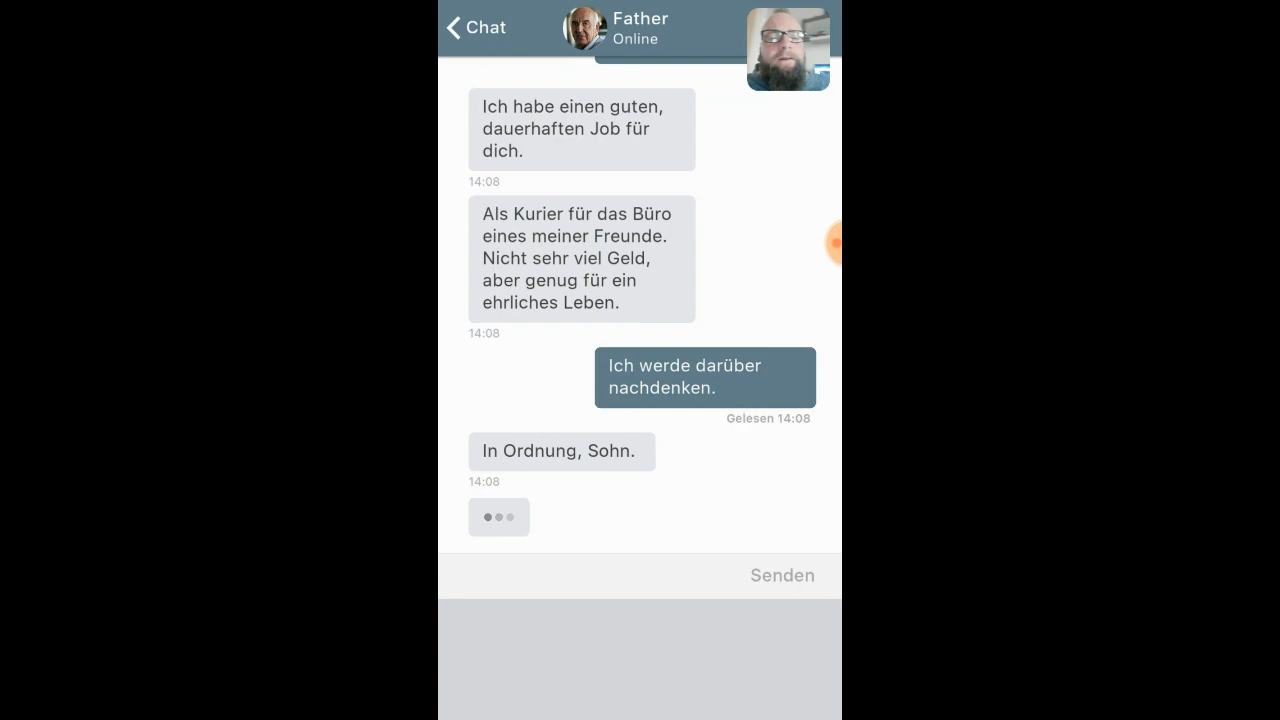 Chat
Father
Online
Ich habe einen guten,
dauerhaften Job für
dich.
14:08
Als Kurier für das Büro
eines meiner Freunde.
Nicht sehr viel Geld,
aber genug für ein
ehrliches Leben.
14:08
Ich werde darüber
nachdenken.
Gelesen 14:08
In Ordnung, Sohn.
14:08
Senden